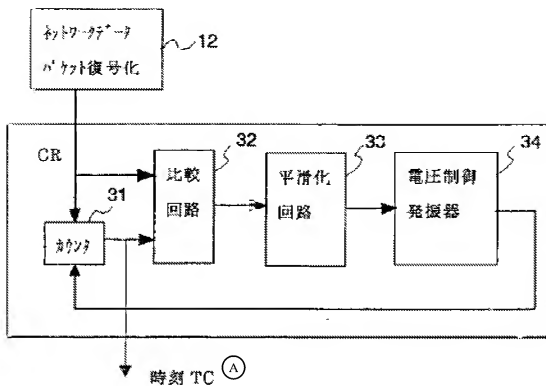 ネットワークデータ
パケット復号化
12
CR
31
カウンタ
32
比較
回路
33
平滑化
回路
34
電圧制御
発振器
時刻 TC Ⓐ